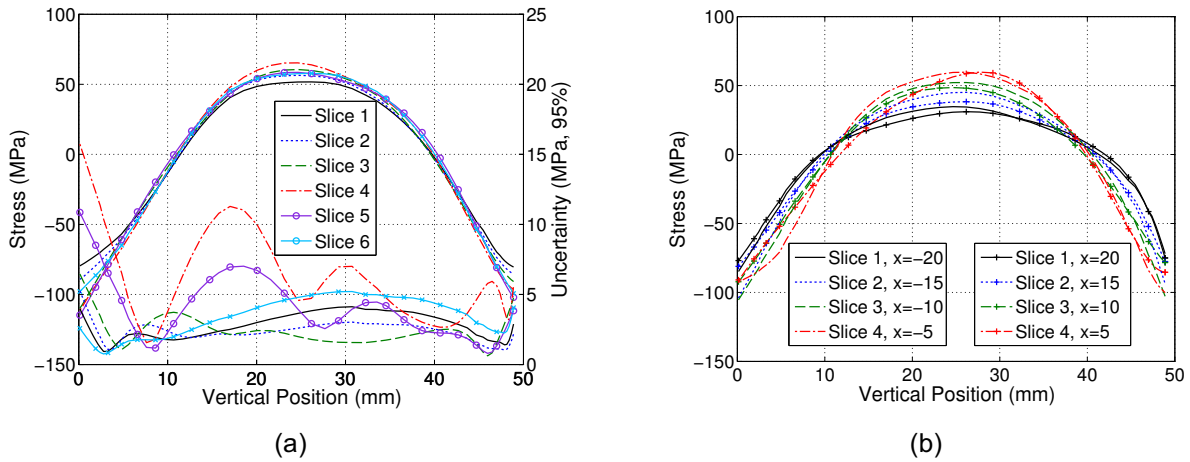 100
50
0
−50
−100
−150
Stress (MPa)
25
20
15
10
5
0
Uncertainty (MPa, 95%)
0 10 20 30 40 50
Vertical Position (mm)
Slice 1
Slice 2
Slice 3
Slice 4
Slice 5
Slice 6
(a)
100
50
0
−50
−100
−150
Stress (MPa)
0 10 20 30 40 50
Vertical Position (mm)
Slice 1, x=−20
Slice 2, x=−15
Slice 3, x=−10
Slice 4, x=−5
Slice 1, x=20
Slice 2, x=15
Slice 3, x=10
Slice 4, x=5
(b)